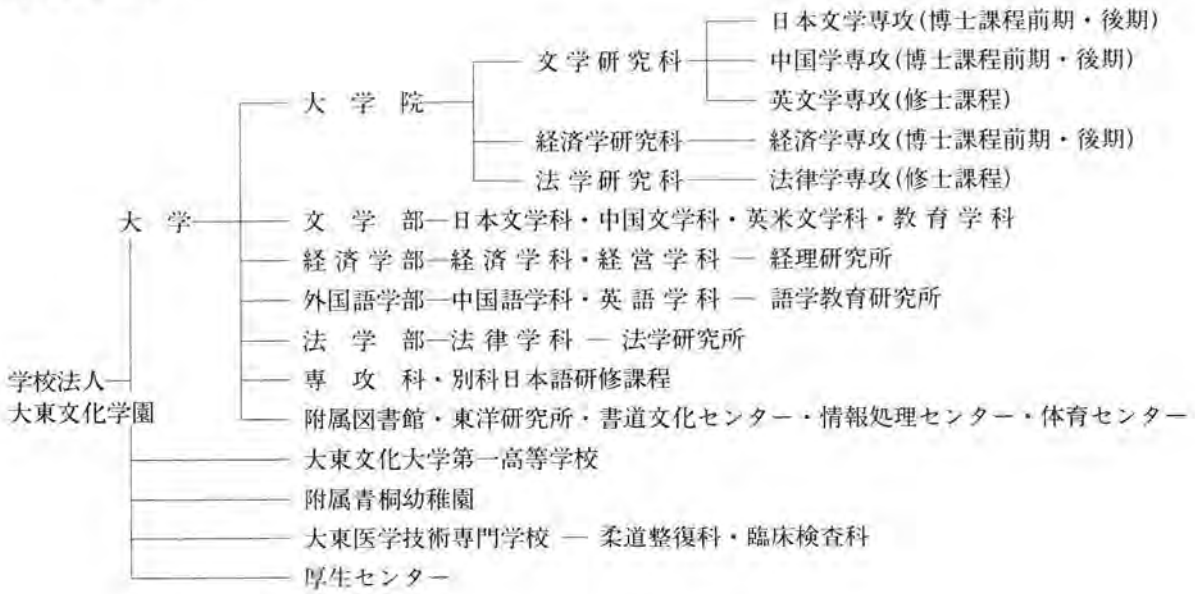 日本文学専攻(博士課程前期・後期)
文学研究科 中国学専攻(博士課程前期・後期)
大学院 英文学専攻(修士課程)
経済学研究科 経済学専攻(博士課程前期・後期)
法学研究科 法律学専攻(修士課程)
大学 文学部―日本文学科・中国文学科・英米文学科・教育学科
経済学部―経済学科・経営学科 ― 経理研究所
外国語学部―中国語学科・英語学科 ― 語学教育研究所
法学部―法律学科 ― 法学研究所
学校法人 専攻科・別科日本語研修課程
大東文化学園 附属図書館・東洋研究所・書道文化センター・情報処理センター・体育センター
大東文化大学第一高等学校
附属青桐幼稚園
大東医学技術専門学校 ― 柔道整復科・臨床検査科
厚生センター